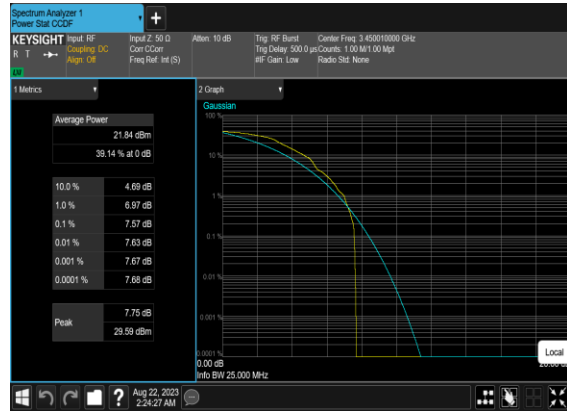 Spectrum Analyzer 1
Power Stat CCDF
+
KEYSIGHT
R T
LXI
Input: RF
Coupling: DC
Align: Off
Input Z: 50 Ω
Corr CCorr
Freq Ref: Int (S)
Atten: 10 dB
Trig: RF Burst
Trig Delay: 500.0 µs
#IF Gain: Low
Center Freq: 3.450010000 GHz
Counts: 1.00 M/1.00 Mpt
Radio Std: None
1 Metrics
Average Power
21.84 dBm
39.14 % at 0 dB
10.0 % 4.69 dB
1.0 % 6.97 dB
0.1 % 7.57 dB
0.01 % 7.63 dB
0.001 % 7.67 dB
0.0001 % 7.68 dB
Peak
7.75 dB
29.59 dBm
2 Graph
Gaussian
100 %
10 %
1 %
0.1 %
0.01 %
0.001 %
0.0001 %
0.00 dB
Info BW 25.000 MHz
Local
?
Aug 22, 2023
2:24:27 AM